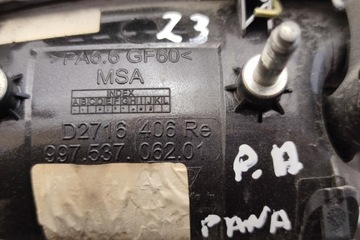 23
>PA6.6 GF60<
MSA
INDEX
ABCDEFGHIJKL
D2716 406 Re
997.537.062.01
P.A
PANA